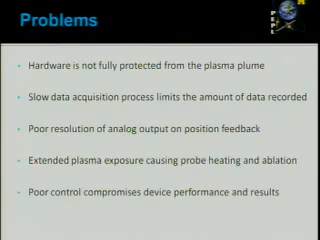 Problems
PEPL
Hardware is not fully protected from the plasma plume
Slow data acquisition process limits the amount of data recorded
Poor resolution of analog output on position feedback
Extended plasma exposure causing probe heating and ablation
Poor control compromises device performance and results